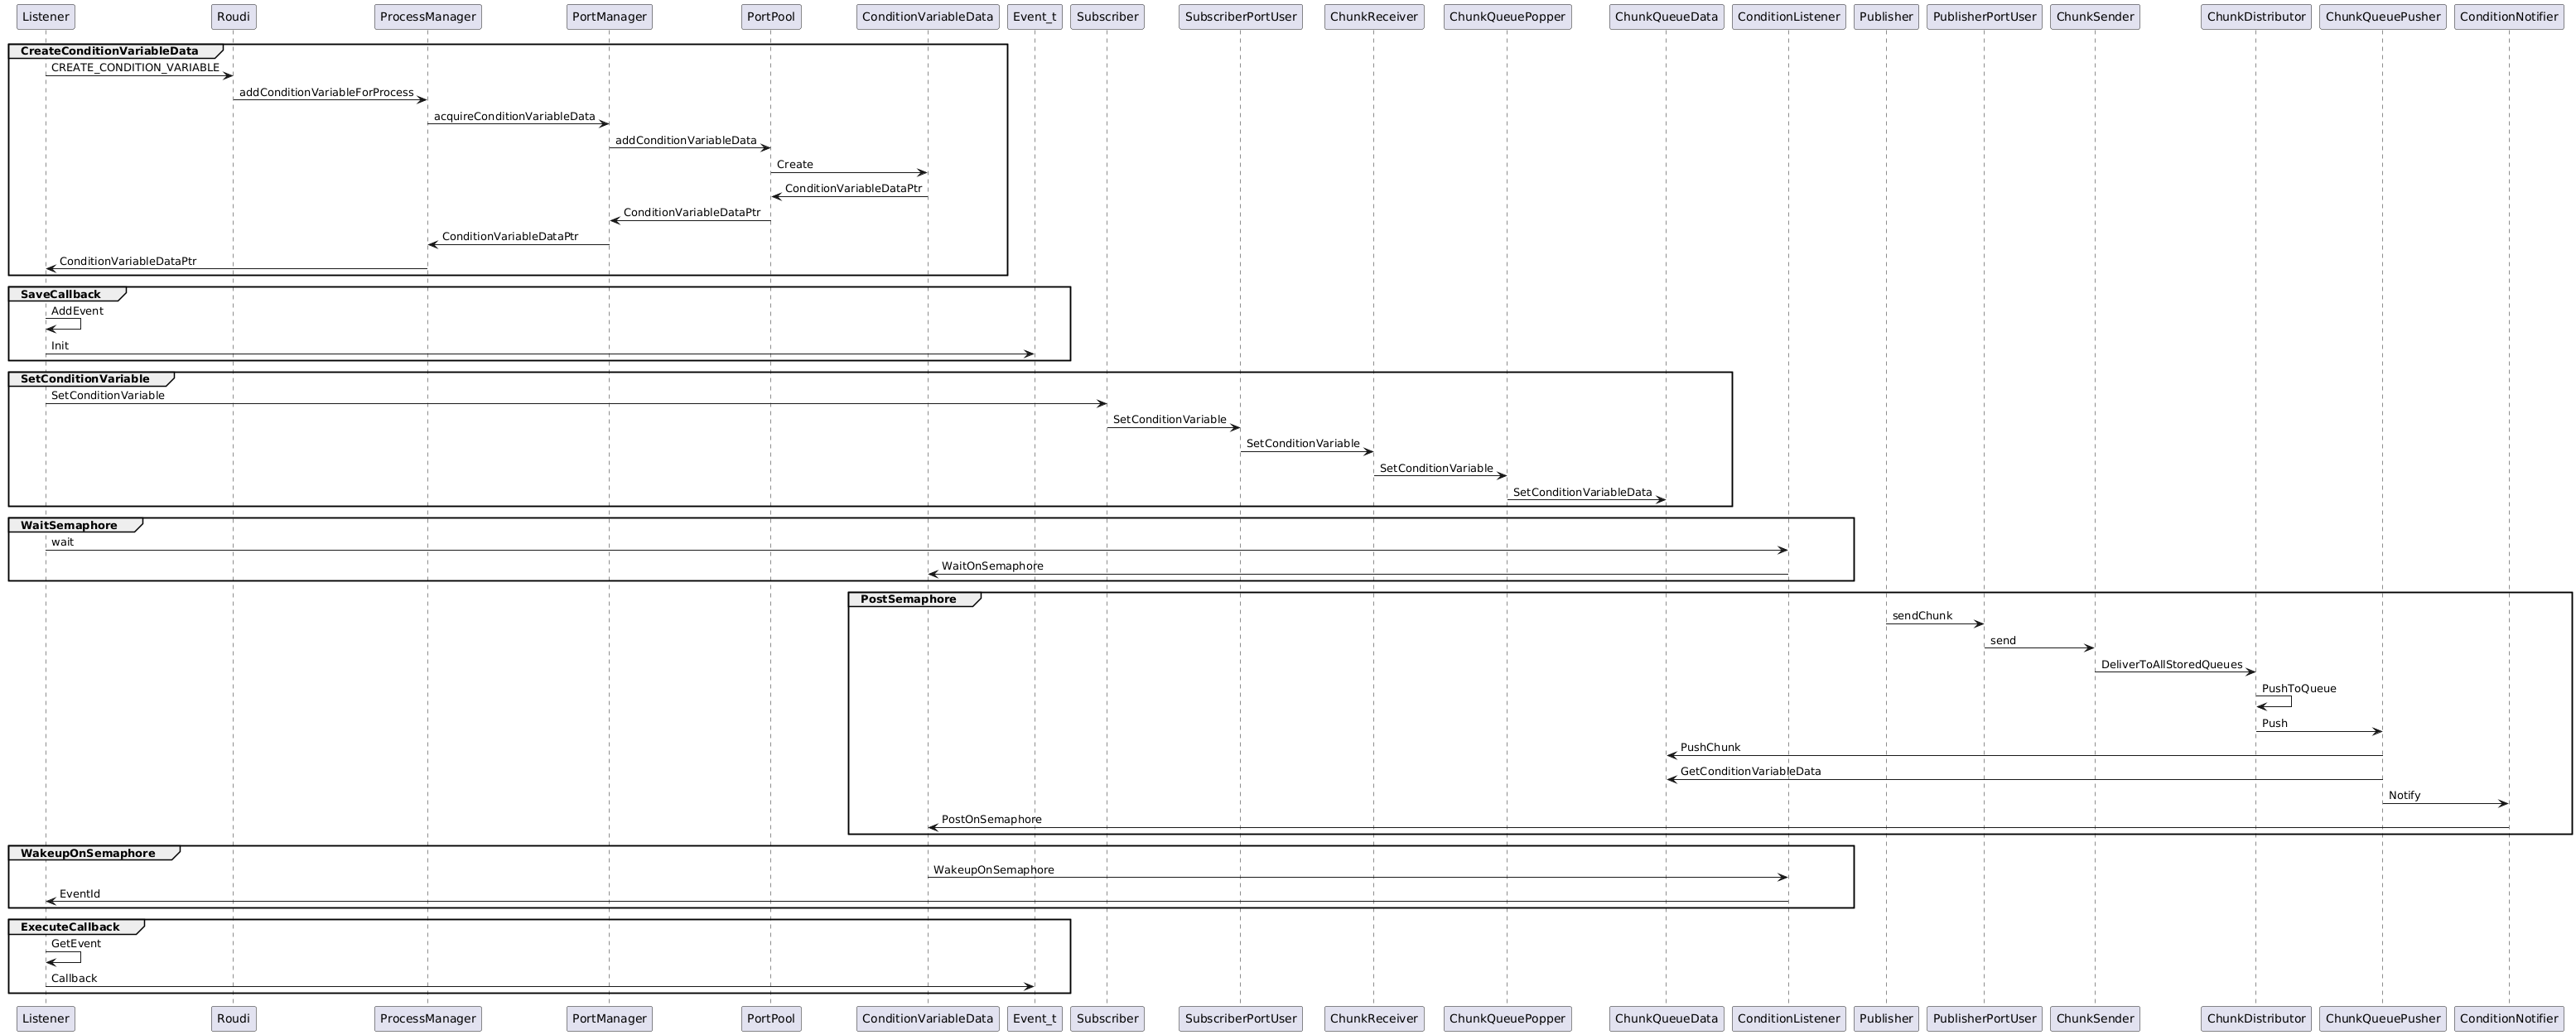 Listener Roudi ProcessManager PortManager PortPool ConditionVariableData Event_t Subscriber SubscriberPortUser ChunkReceiver ChunkQueuePopper ChunkQueueData ConditionListener Publisher PublisherPortUser ChunkSender ChunkDistributor ChunkQueuePusher ConditionNotifier
CreateConditionVariableData
CREATE_CONDITION_VARIABLE
addConditionVariableForProcess
acquireConditionVariableData
addConditionVariableData
Create
ConditionVariableDataPtr
ConditionVariableDataPtr
ConditionVariableDataPtr
ConditionVariableDataPtr
SaveCallback
AddEvent
Init
SetConditionVariable
SetConditionVariable
SetConditionVariable
SetConditionVariable
SetConditionVariable
SetConditionVariableData
WaitSemaphore
wait
WaitOnSemaphore
PostSemaphore
sendChunk
send
DeliverToAllStoredQueues
PushToQueue
Push
PushChunk
GetConditionVariableData
Notify
PostOnSemaphore
WakeupOnSemaphore
WakeupOnSemaphore
EventId
ExecuteCallback
GetEvent
Callback
Listener Roudi ProcessManager PortManager PortPool ConditionVariableData Event_t Subscriber SubscriberPortUser ChunkReceiver ChunkQueuePopper ChunkQueueData ConditionListener Publisher PublisherPortUser ChunkSender ChunkDistributor ChunkQueuePusher ConditionNotifier